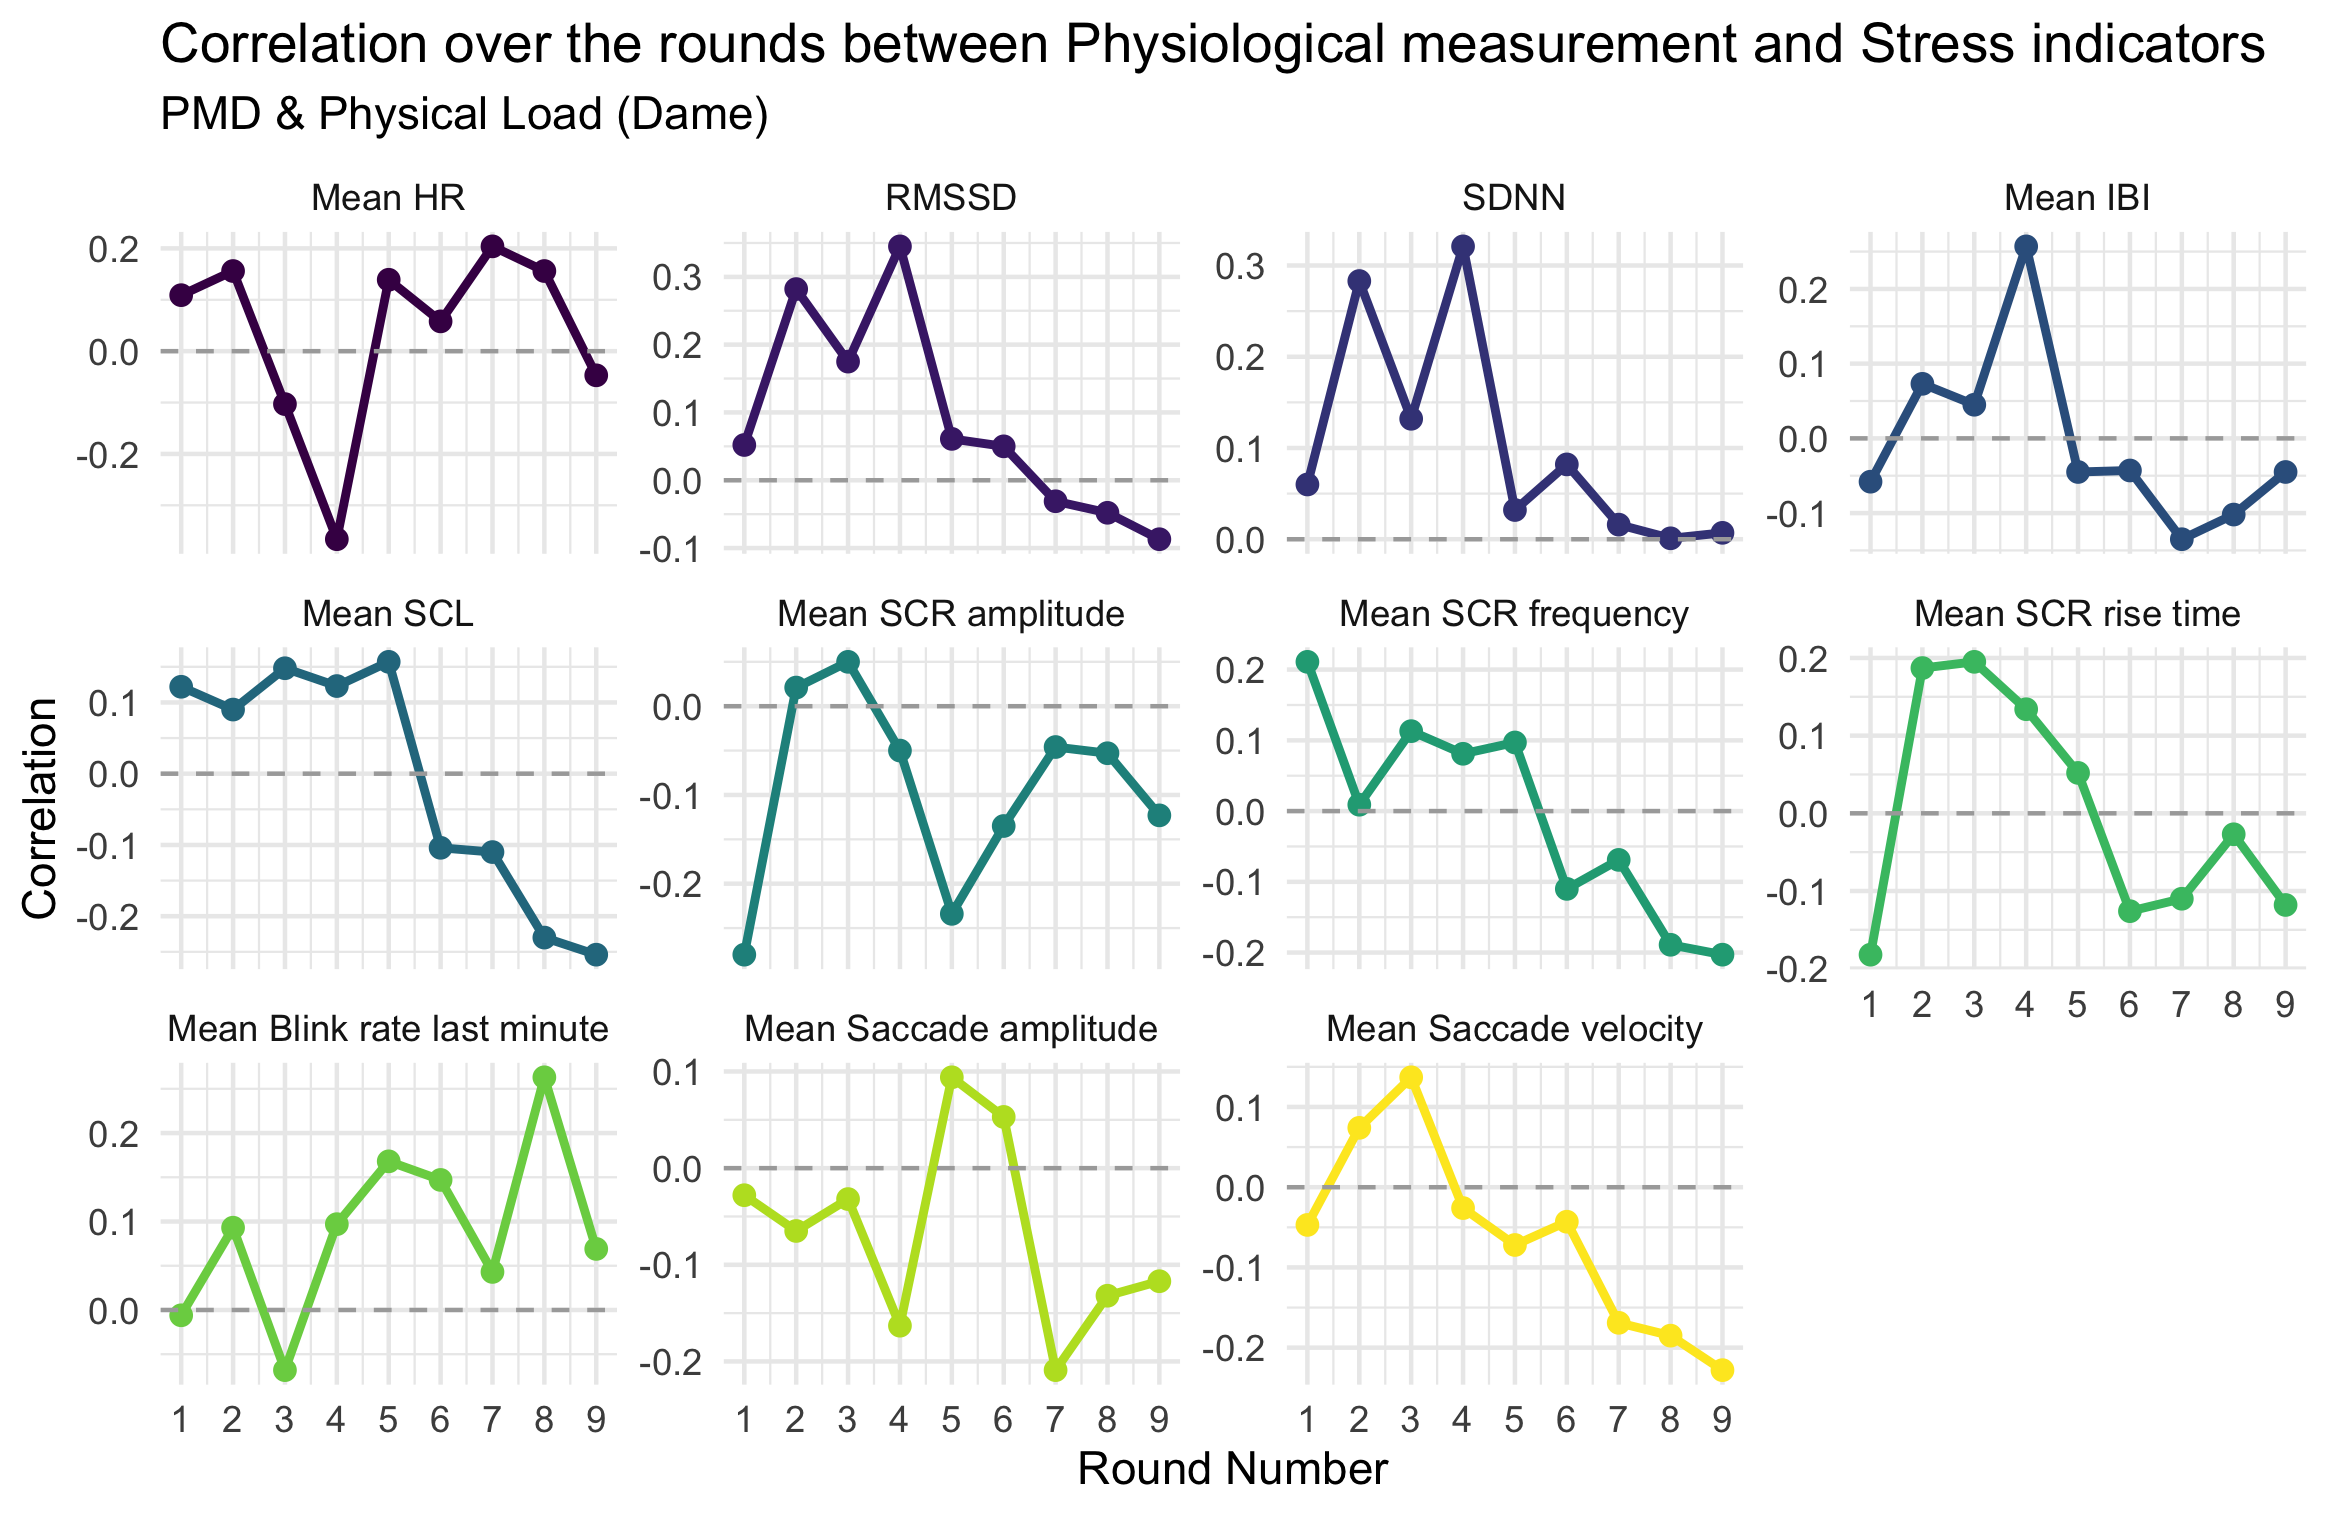 Correlation over the rounds between Physiological measurement and Stress indicators
PMD & Physical Load (Dame)
Mean HR
RMSSD
SDNN
Mean IBI
0.2
0.0
-0.2
0.3
0.2
0.1
0.0
-0.1
0.3
0.2
0.1
0.0
0.2
0.1
0.0
-0.1
Mean SCL
Mean SCR amplitude
Mean SCR frequency
Mean SCR rise time
0.1
0.0
-0.1
-0.2
0.0
-0.1
-0.2
0.2
0.1
0.0
-0.1
-0.2
0.2
0.1
0.0
-0.1
-0.2
1 2 3 4 5 6 7 8 9
Correlation
Mean Blink rate last minute
Mean Saccade amplitude
Mean Saccade velocity
0.2
0.1
0.0
0.1
0.0
-0.1
-0.2
0.1
0.0
-0.1
-0.2
1 2 3 4 5 6 7 8 9
1 2 3 4 5 6 7 8 9
1 2 3 4 5 6 7 8 9
Round Number